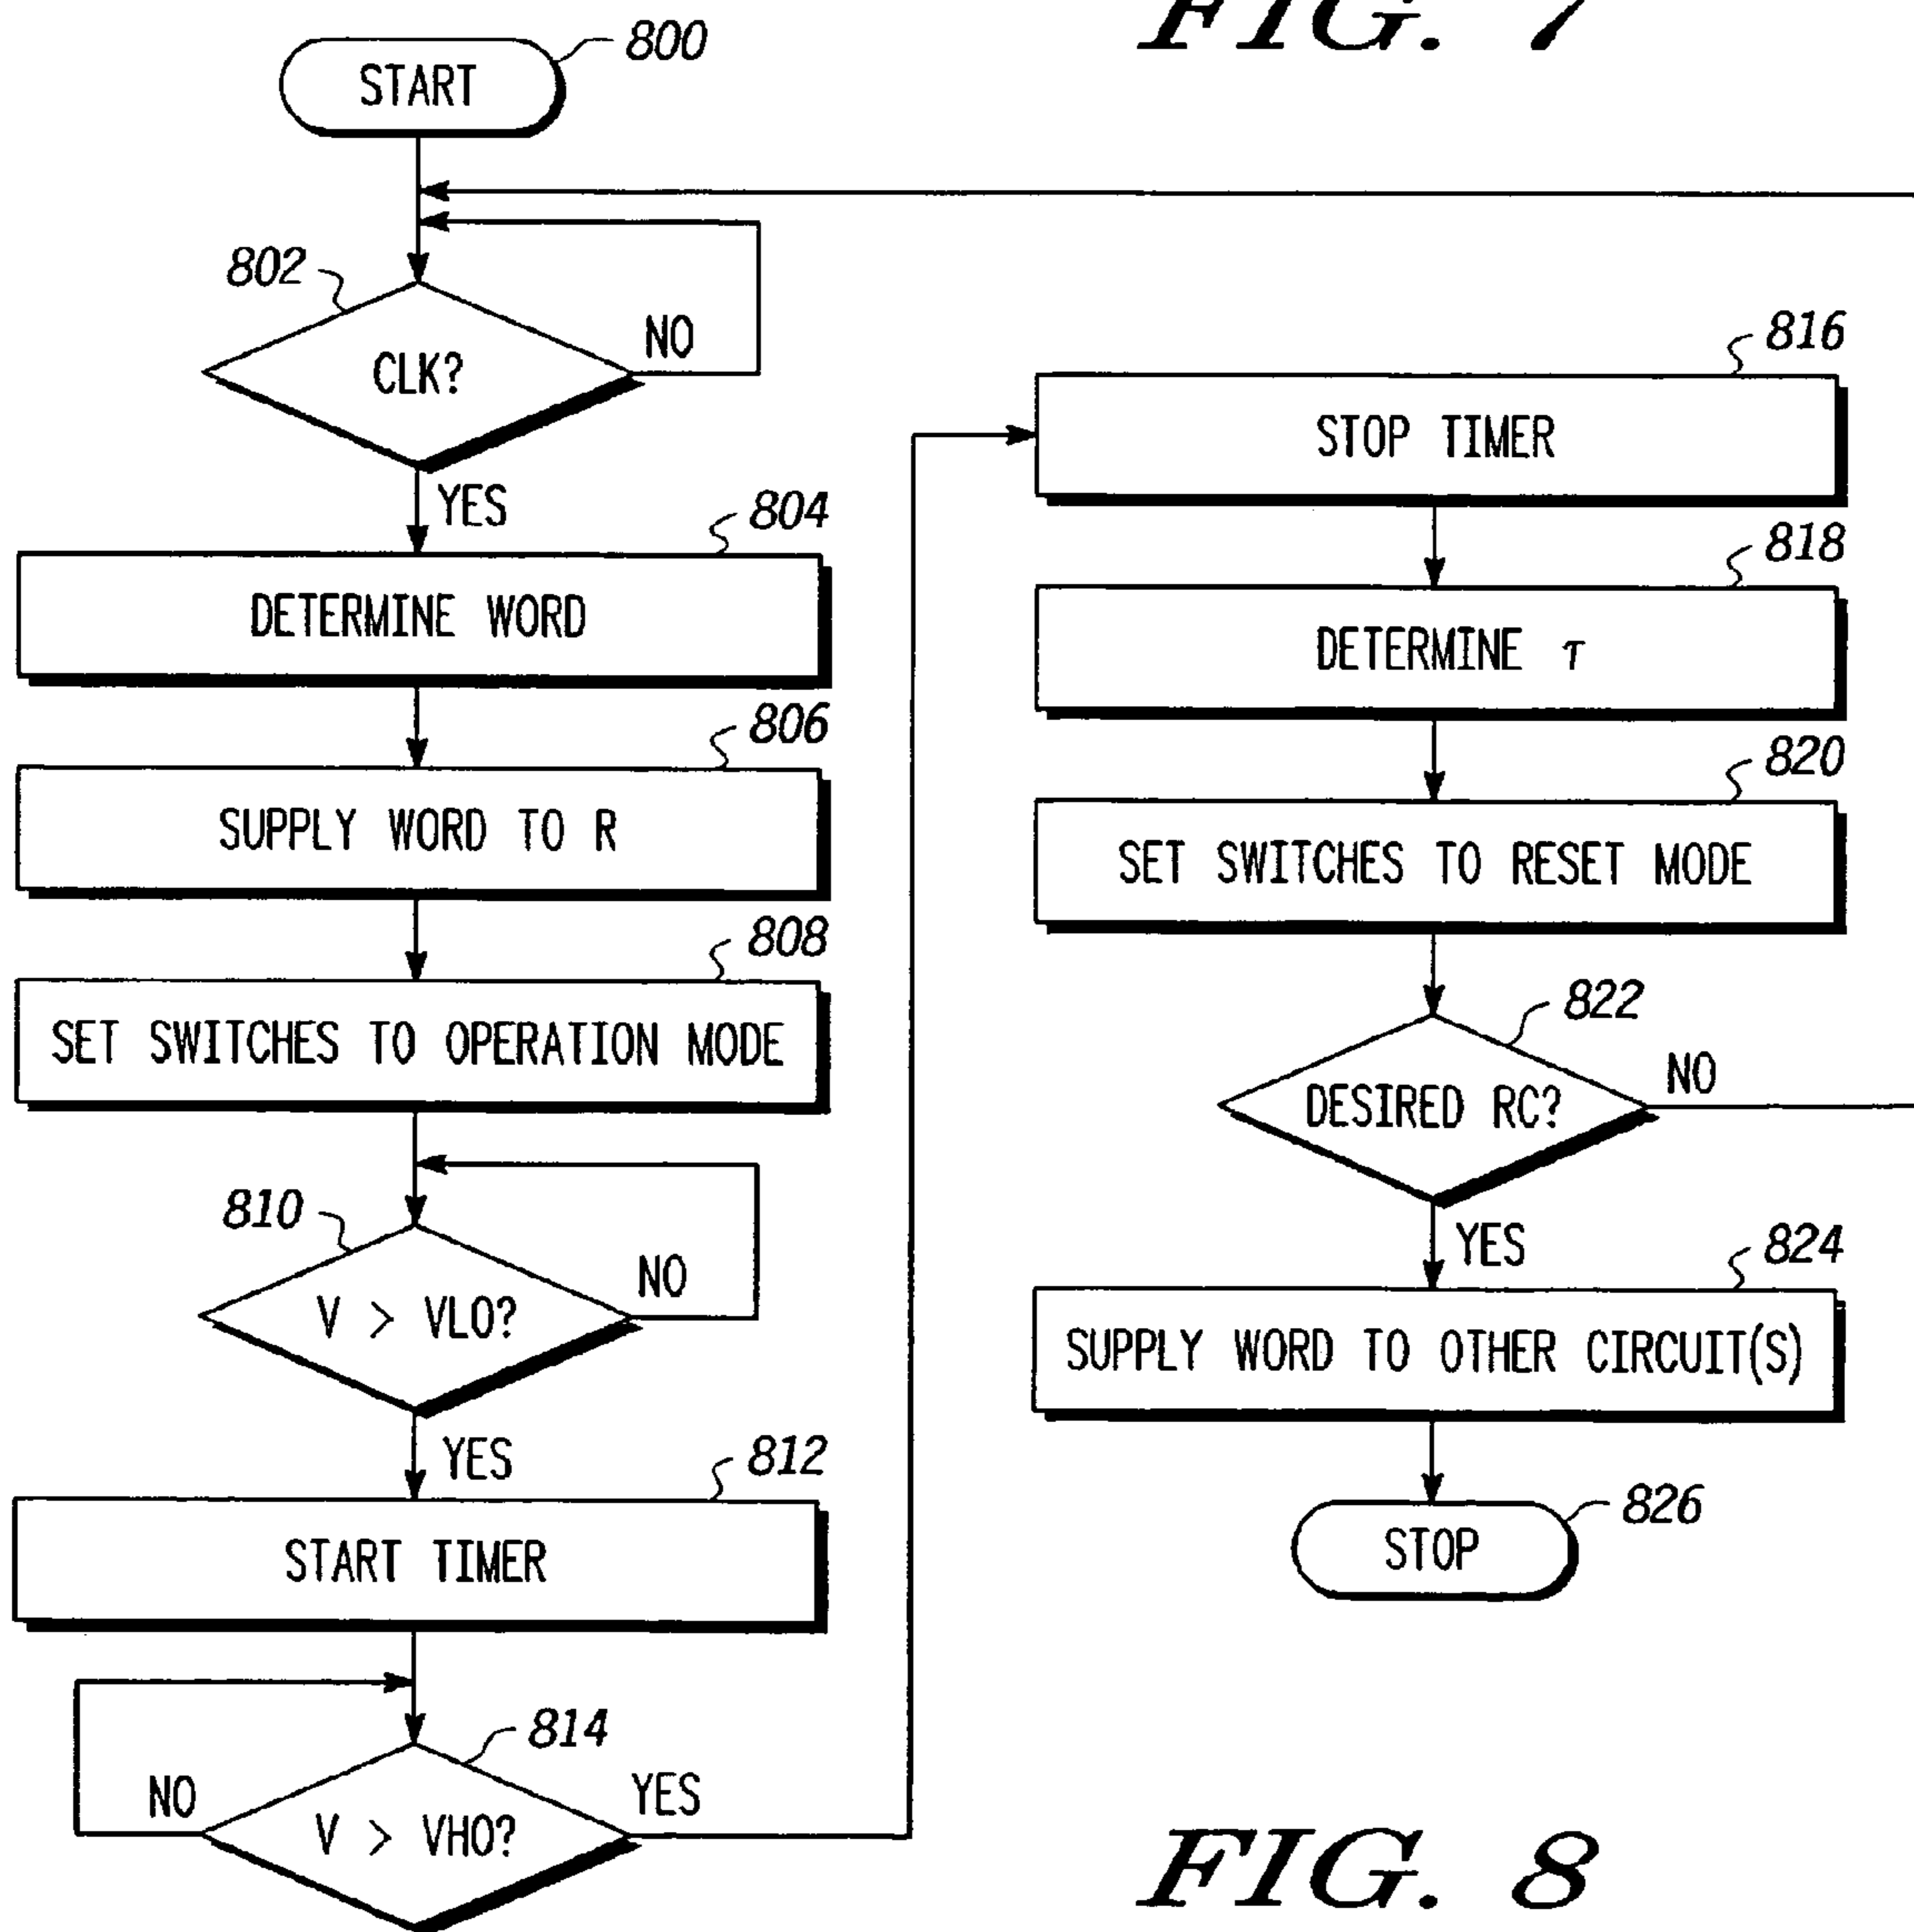 FIG. 7
START
800
802
CLK?
NO
YES
804
DETERMINE WORD
806
SUPPLY WORD TO R
808
SET SWITCHES TO OPERATION MODE
810
V > VLO?
NO
YES
812
START TIMER
814
V > VHO?
NO
YES
816
STOP TIMER
818
DETERMINE τ
820
SET SWITCHES TO RESET MODE
822
DESIRED RC?
NO
YES
824
SUPPLY WORD TO OTHER CIRCUIT(S)
826
STOP
FIG. 8